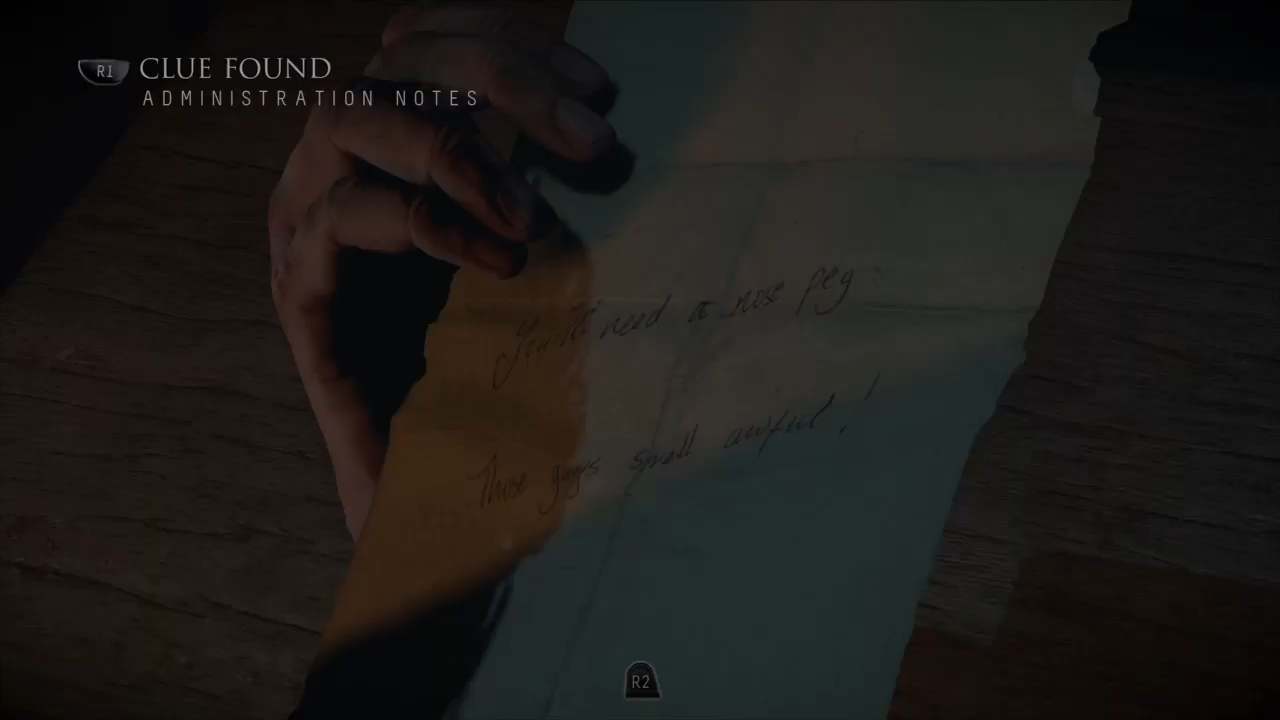 R1 CLUE FOUND
ADMINISTRATION NOTES
You'll need a nose peg.
Those guys smell awful!
R2